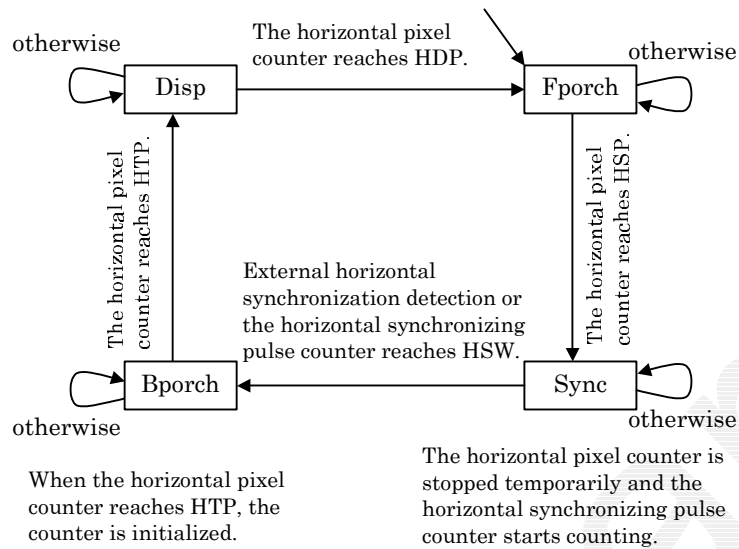 otherwise
The horizontal pixel
counter reaches HDP.
otherwise
Disp
Fporch
The horizontal pixel
counter reaches HTP.
The horizontal pixel
counter reaches HSP.
External horizontal
synchronization detection or
the horizontal synchronizing
pulse counter reaches HSW.
Bporch
Sync
otherwise
otherwise
When the horizontal pixel
counter reaches HTP, the
counter is initialized.
The horizontal pixel counter is
stopped temporarily and the
horizontal synchronizing pulse
counter starts counting.